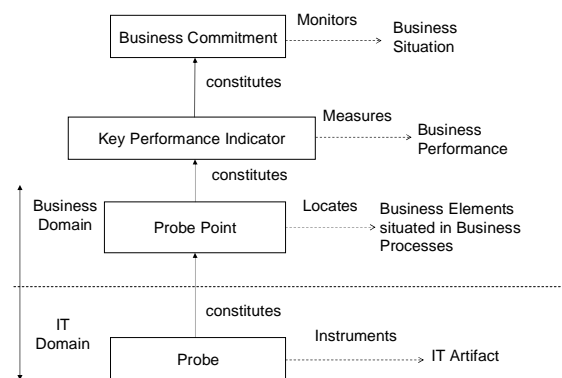 Monitors
Business Commitment
Business
Situation
constitutes
Measures
Key Performance Indicator
Business
Performance
constitutes
Business
Domain
Locates
Probe Point
Business Elements
situated in Business
Processes
constitutes
IT
Domain
Instruments
Probe
IT Artifact